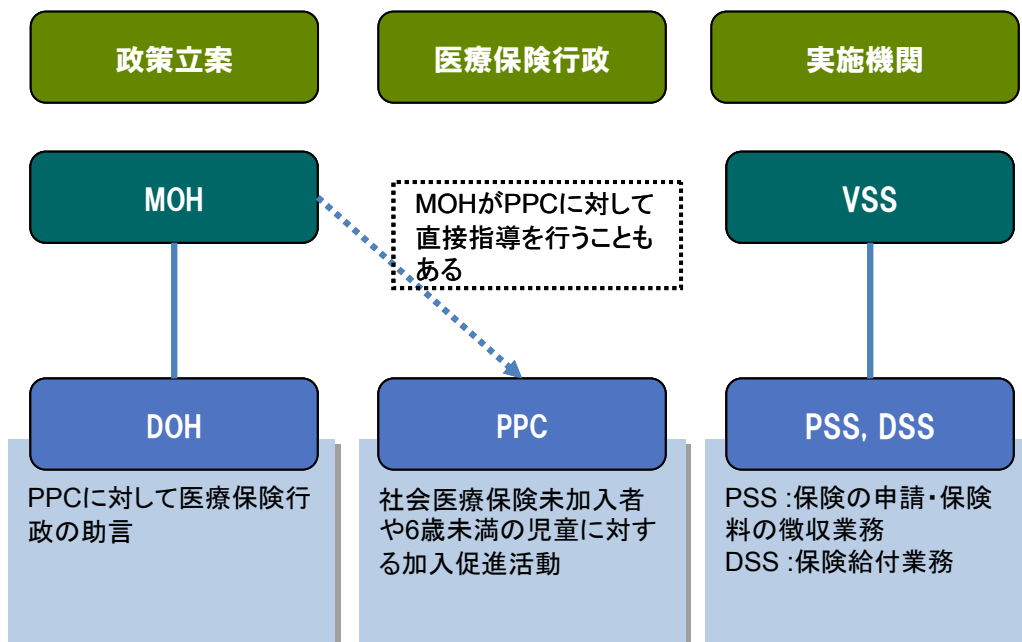 政策立案
医療保険行政
実施機関
MOH
MOHがPPCに対して
直接指導を行うことも
ある
VSS
DOH
PPC
PSS, DSS
PPCに対して医療保険行
政の助言
社会医療保険未加入者
や6歳未満の児童に対す
る加入促進活動
PSS :保険の申請・保険
料の徴収業務
DSS :保険給付業務